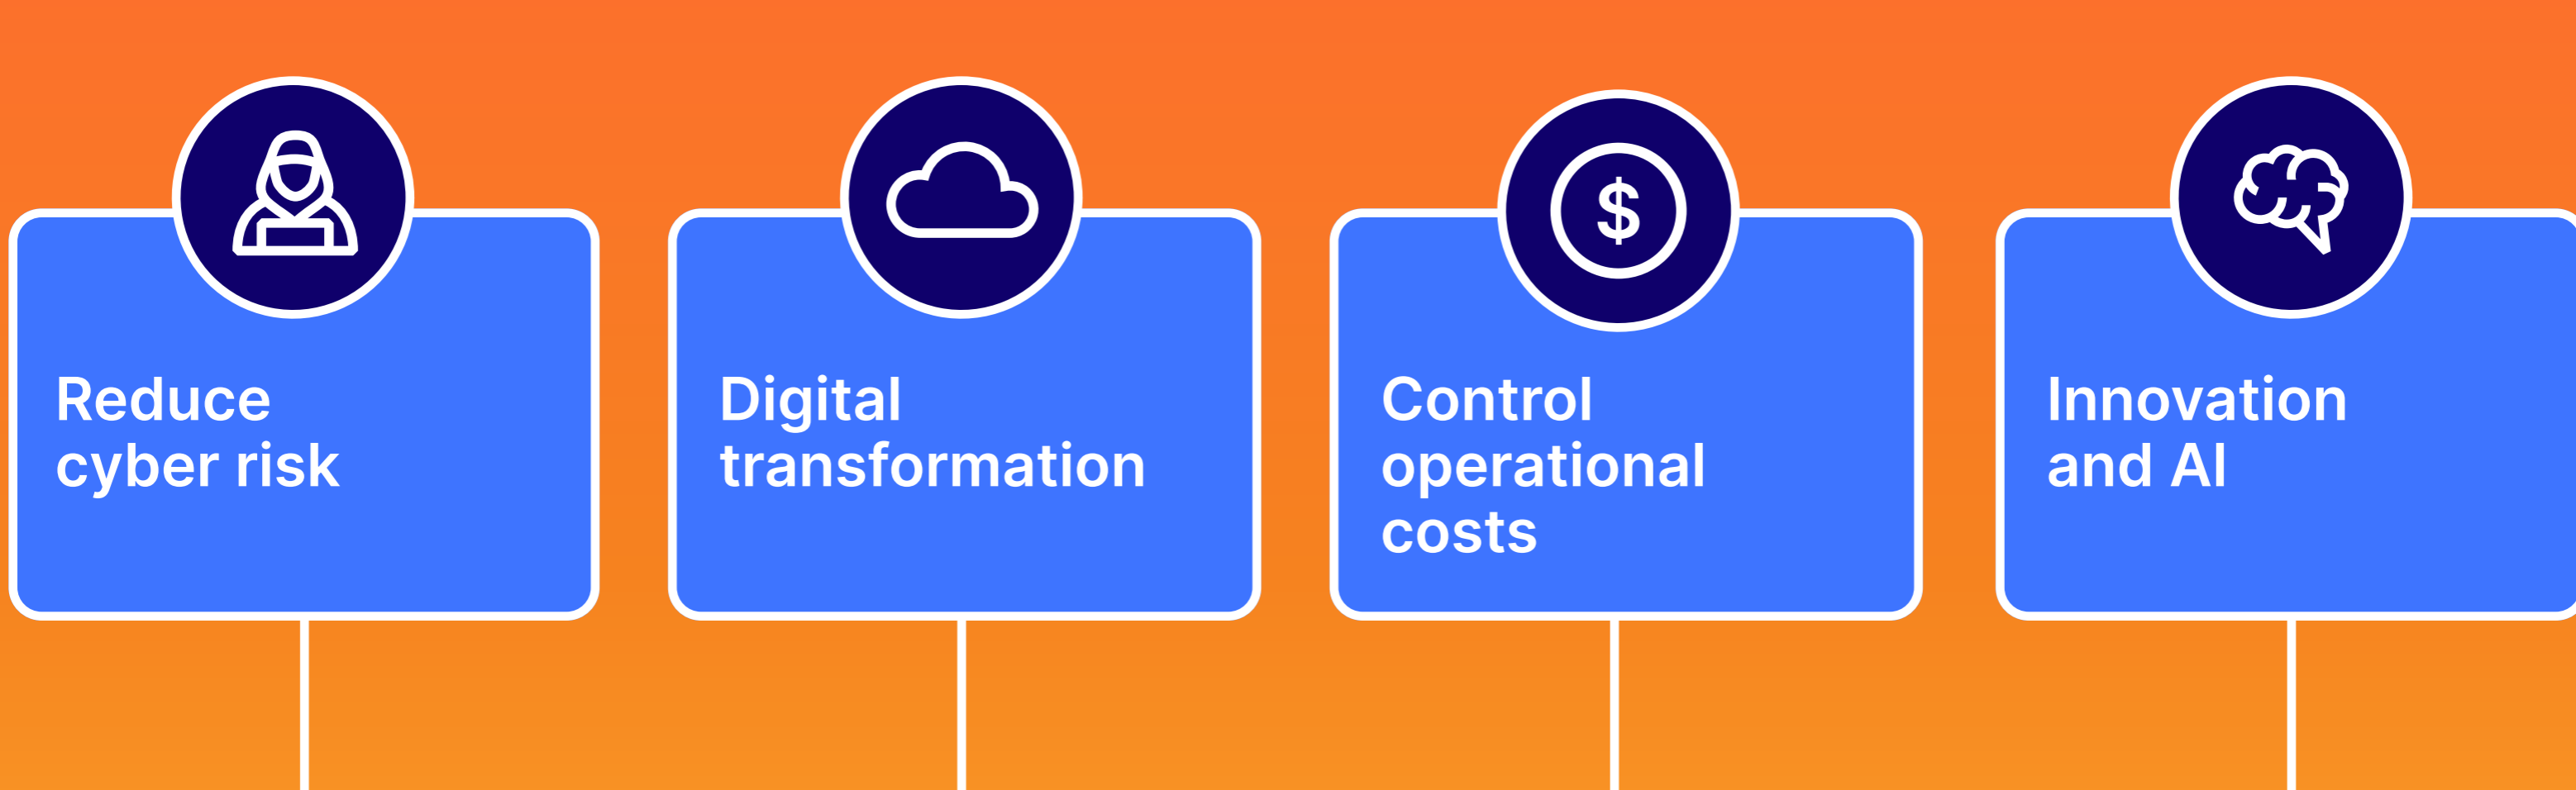 Reduce
cyber risk
Digital
transformation
$
Control
operational
costs
Innovation
and AI